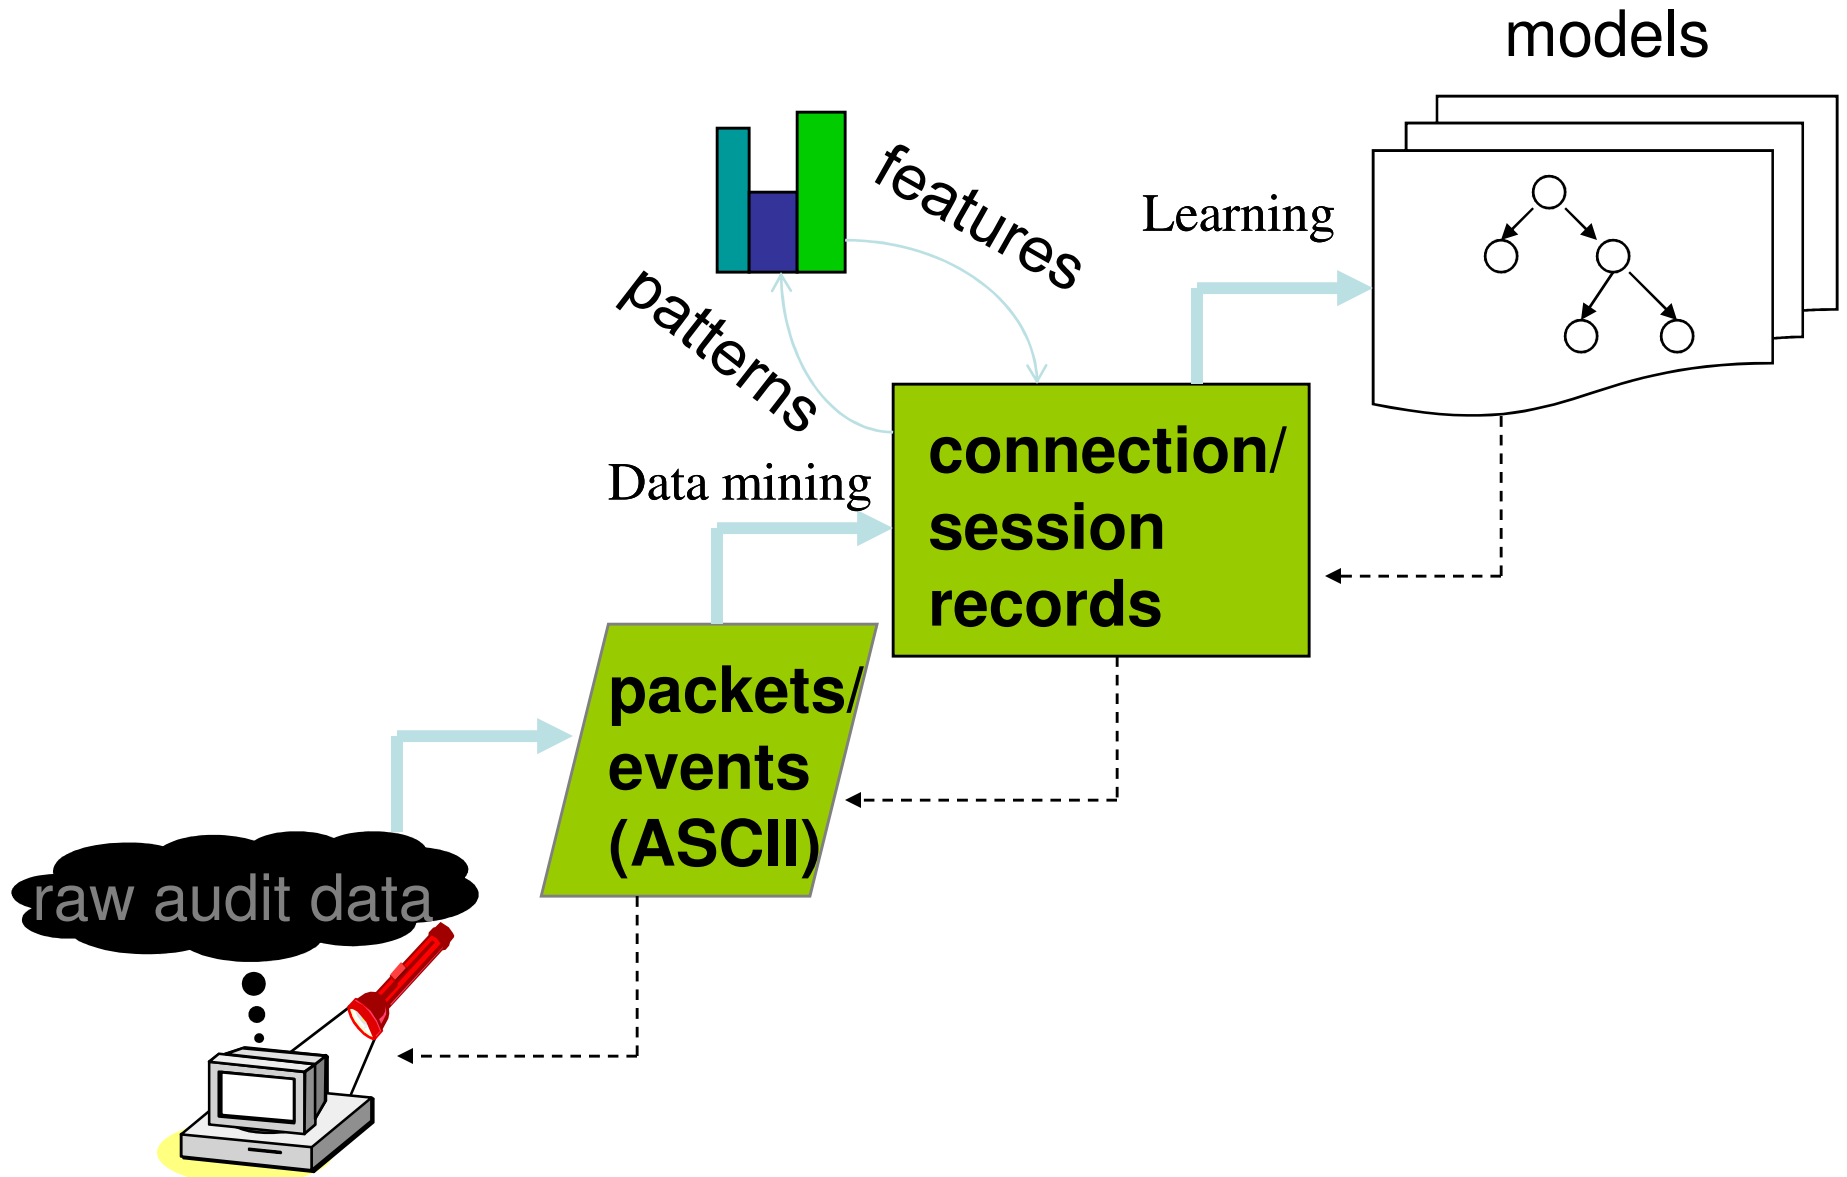 models
features
Learning
patterns
Data mining
connection/
session
records
packets/
events
(ASCII)
raw audit data